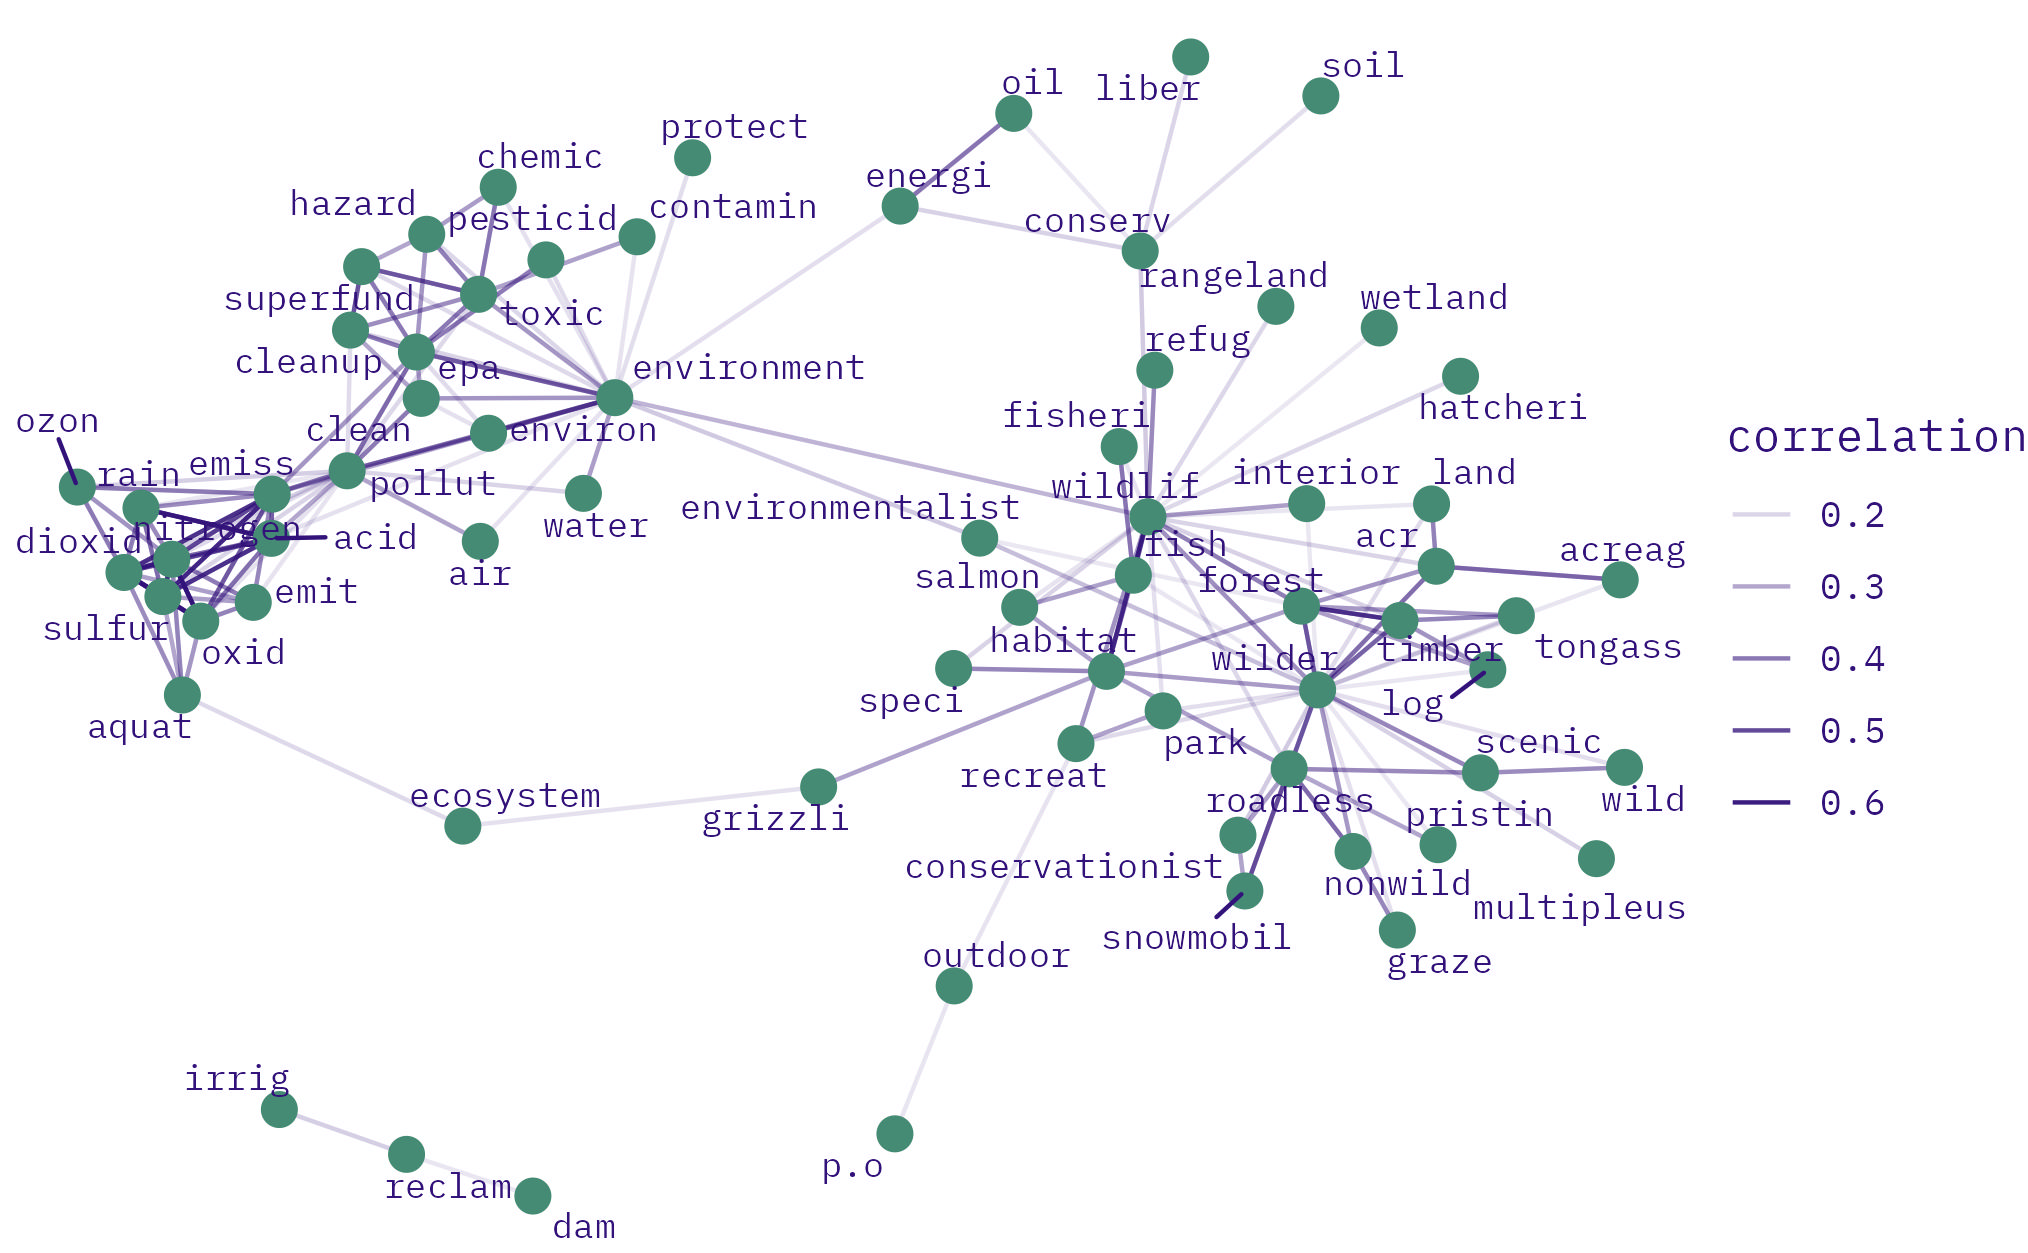 soil
oil
liber
protect
chemic
energi
hazard
pesticid
contamin
conserv
rangeland
superfund
toxic
wetland
refug
cleanup
epa
environment
hatcheri
fisheri
ozon
clean
environ
correlation
rain
emiss
pollut
wildlif
interior
land
0.2
environmentalist
nitrogen
water
dioxid
acid
fish
acr
acreag
air
salmon
forest
0.3
emit
sulfur
oxid
habitat
wilder
timber
tongass
0.4
speci
log
aquat
park
scenic
0.5
recreat
ecosystem
grizzli
roadless
pristin
wild
0.6
conservationist
nonwild
multipleus
snowmobil
outdoor
graze
irrig
p.o
reclam
dam